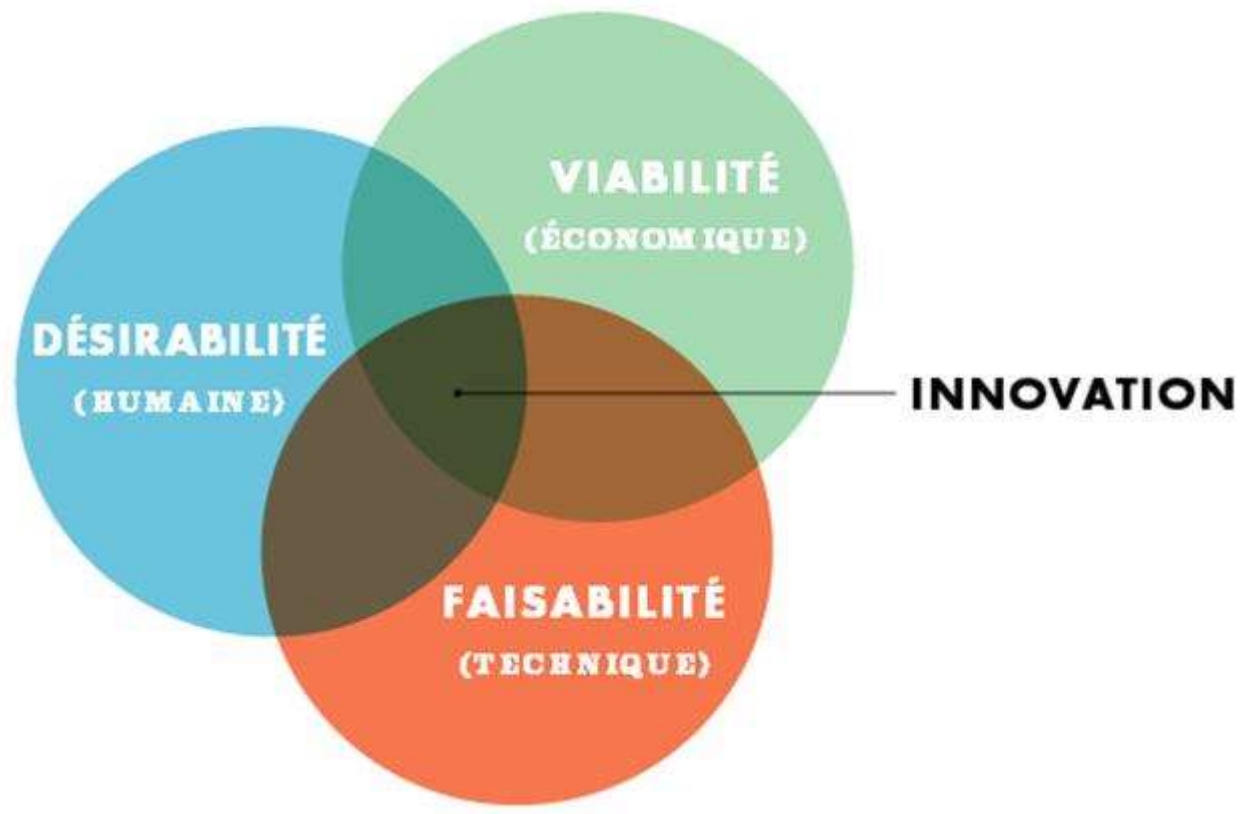 VIABILITÉ
(ÉCONOMIQUE)
DÉSIRABILITÉ
(HUMAINE)
INNOVATION
FAISABILITÉ
(TECHNIQUE)